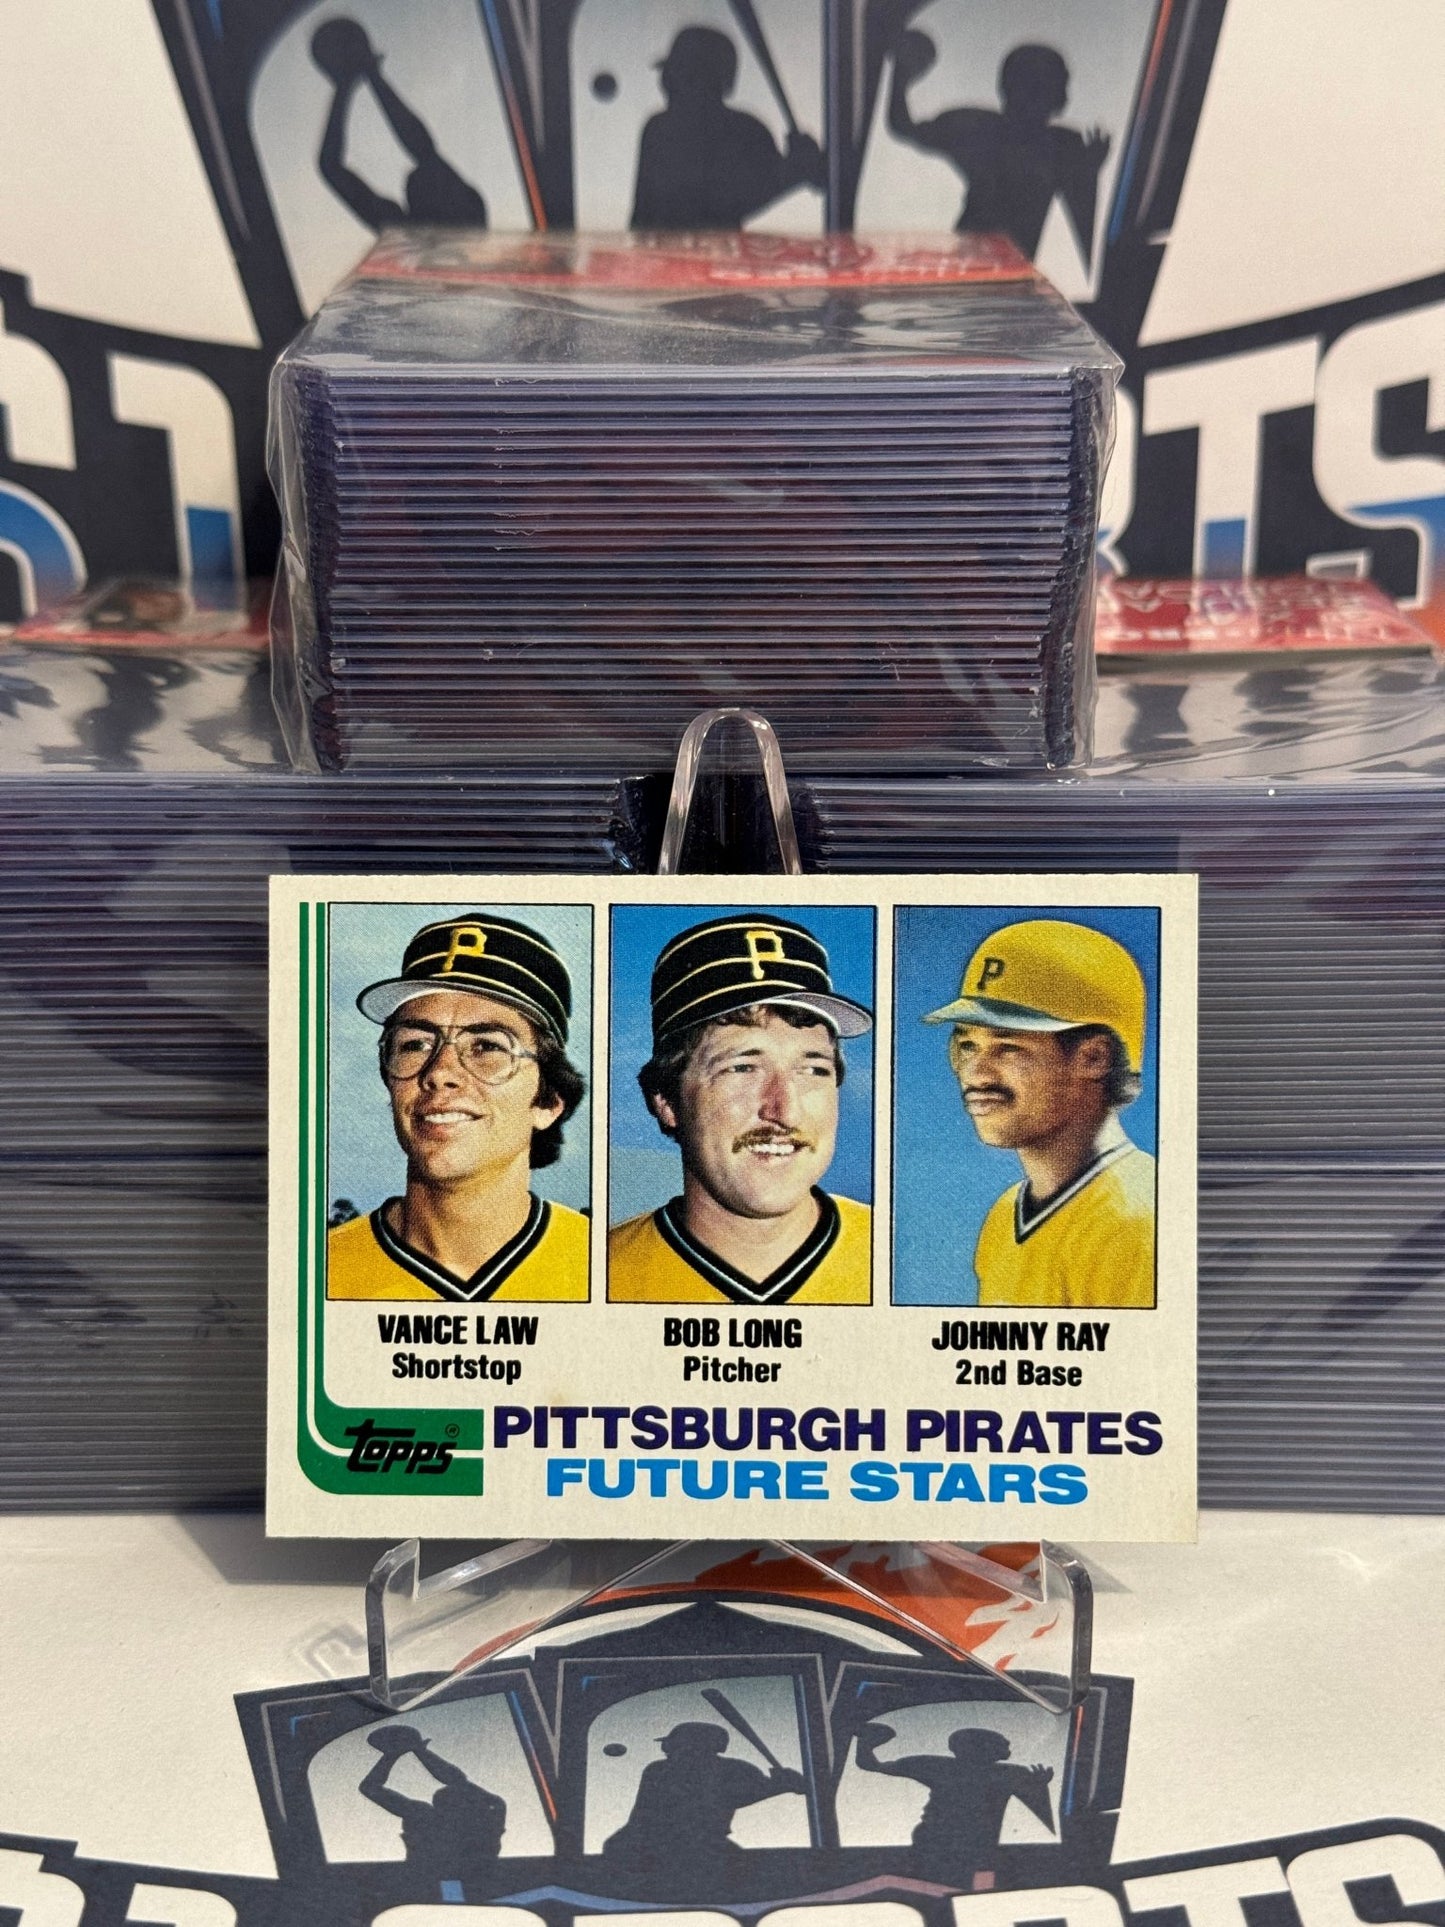 P
P
P
VANCE LAW
Shortstop
BOB LONG
Pitcher
JOHNNY RAY
2nd Base
topps®
PITTSBURGH PIRATES
FUTURE STARS